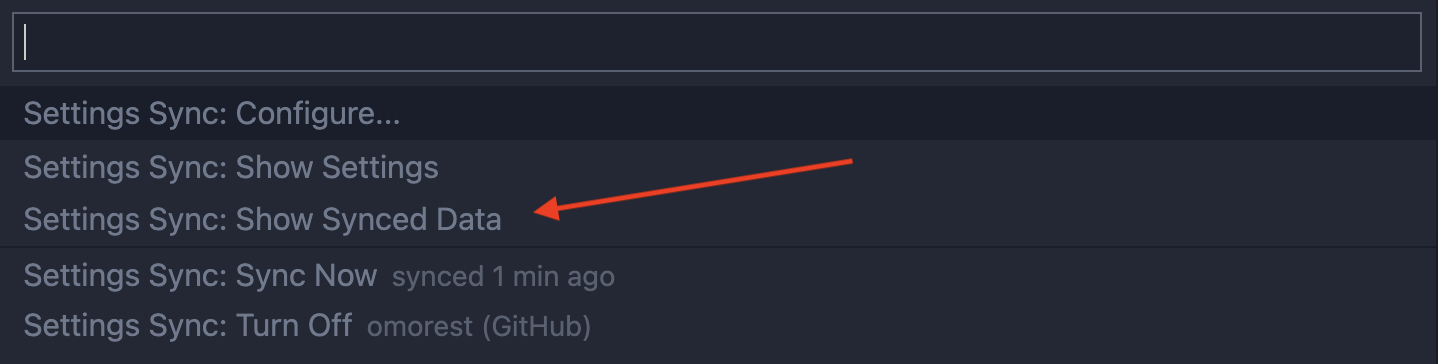 Settings Sync: Configure...
Settings Sync: Show Settings
Settings Sync: Show Synced Data
Settings Sync: Sync Now synced 1 min ago
Settings Sync: Turn Off omorest (GitHub)